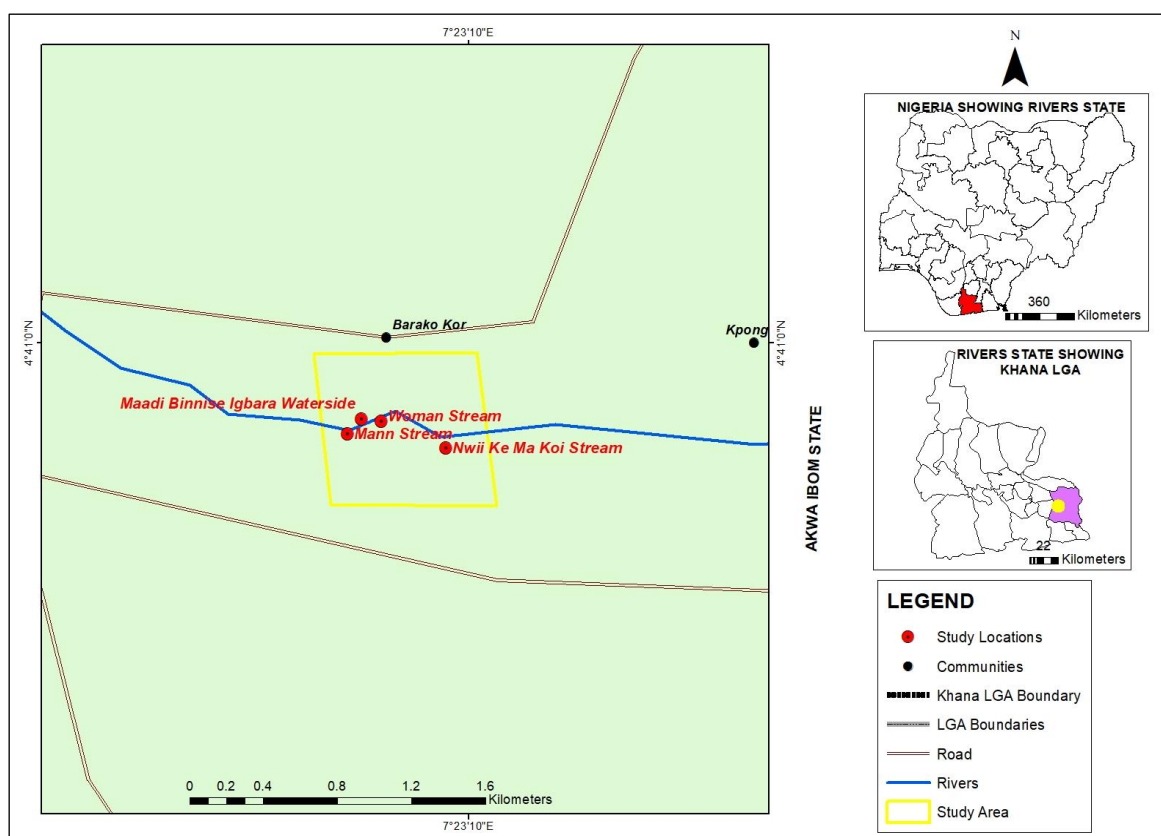 7°23'10"E
N
NIGERIA SHOWING RIVERS STATE
360
Kilometers
Barako Kor
Kpong
4°41'0"N
4°41'0"N
RIVERS STATE SHOWING
KHANA LGA
Maadi Binnise Igbara Waterside
Woman Stream
Mann Stream
Nwii Ke Ma Koi Stream
AKWA IBOM STATE
22
Kilometers
LEGEND
Study Locations
Communities
Khana LGA Boundary
LGA Boundaries
Road
Rivers
Study Area
0 0.2 0.4 0.8 1.2 1.6
Kilometers
7°23'10"E